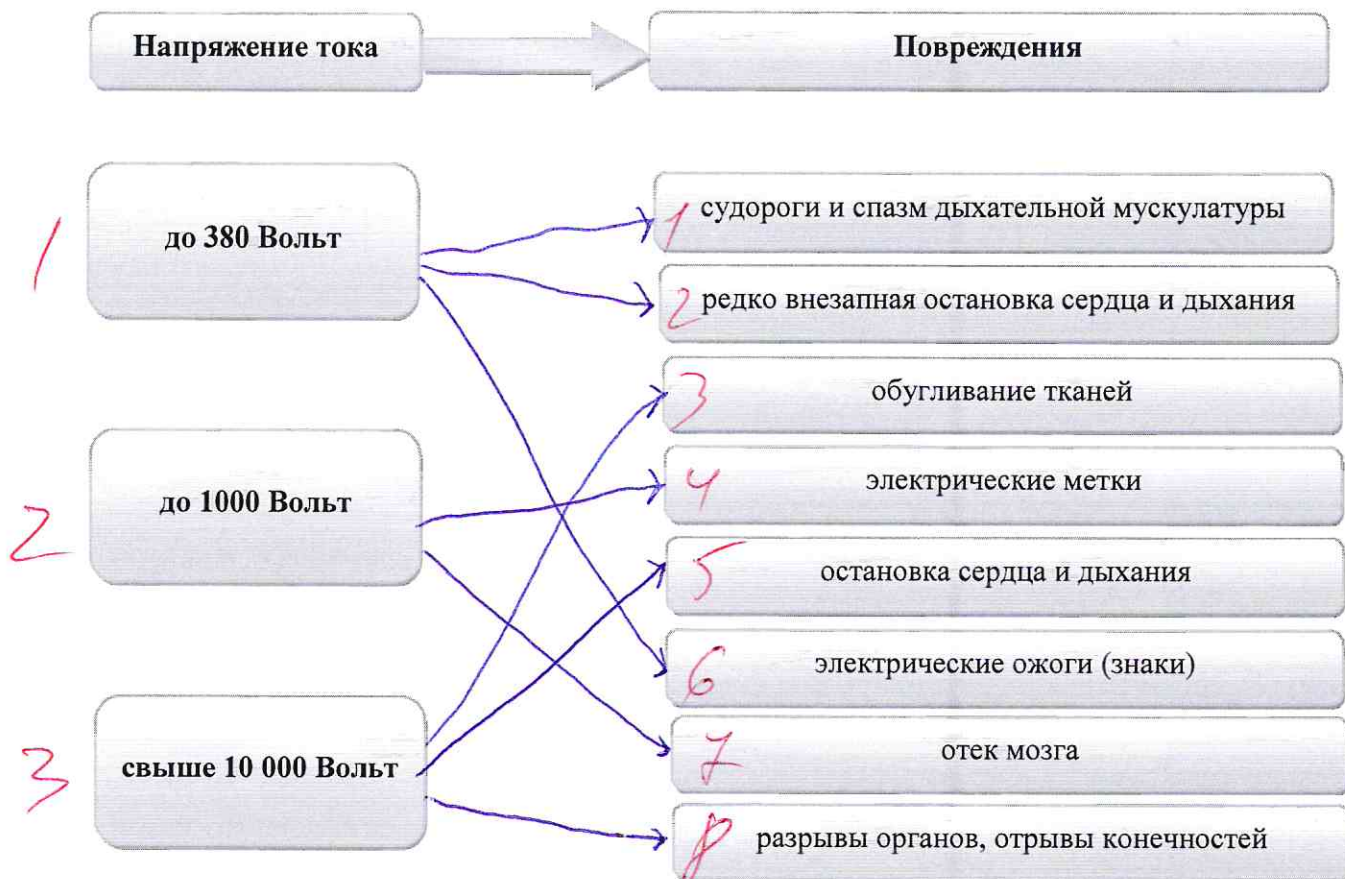 Напряжение тока
Повреждения
1
до 380 Вольт
1 судороги и спазм дыхательной мускулатуры
2 редко внезапная остановка сердца и дыхания
3 обугливание тканей
2
до 1000 Вольт
4 электрические метки
5 остановка сердца и дыхания
6 электрические ожоги (знаки)
3
свыше 10 000 Вольт
7 отек мозга
8 разрывы органов, отрывы конечностей